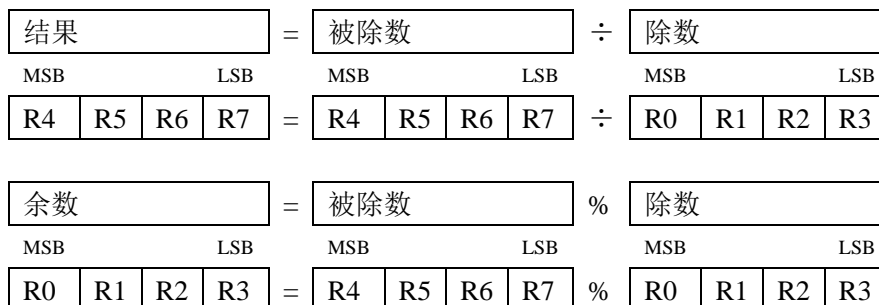 结果 = 被除数 ÷ 除数
MSB LSB MSB LSB MSB LSB
R4 R5 R6 R7 = R4 R5 R6 R7 ÷ R0 R1 R2 R3
余数 = 被除数 % 除数
MSB LSB MSB LSB MSB LSB
R0 R1 R2 R3 = R4 R5 R6 R7 % R0 R1 R2 R3